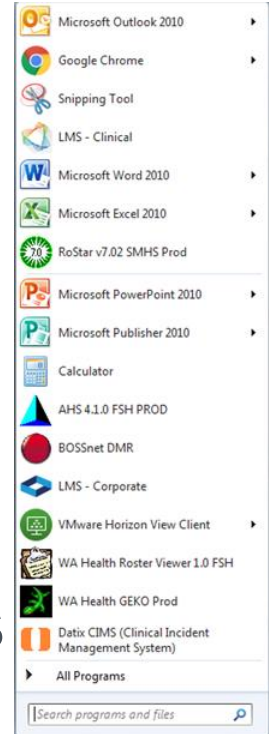 Microsoft Outlook 2010
Google Chrome
Snipping Tool
LMS - Clinical
Microsoft Word 2010
Microsoft Excel 2010
7.0
RoStar v7.02 SMHS Prod
Microsoft PowerPoint 2010
Microsoft Publisher 2010
Calculator
AHS 4.1.0 FSH PROD
BOSSnet DMR
LMS - Corporate
VMware Horizon View Client
WA Health Roster Viewer 1.0 FSH
WA Health GEKO Prod
Datix CIMS (Clinical Incident
Management System)
All Programs
Search programs and files